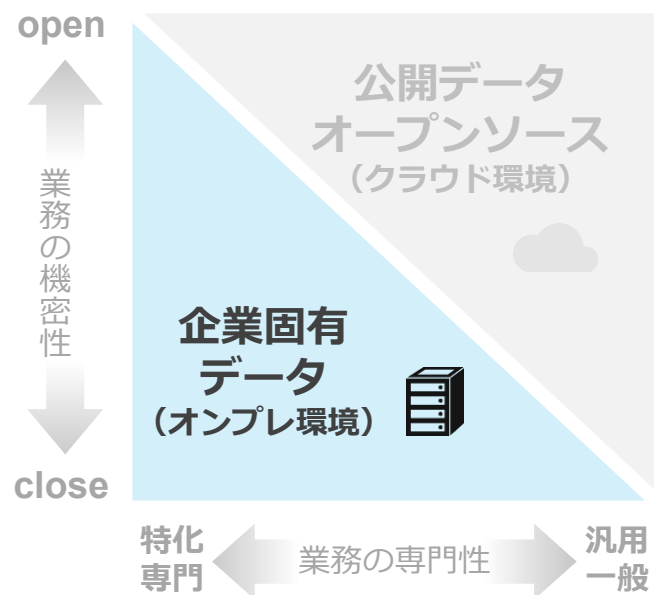 open
公開データ
オープンソース
（クラウド環境）
業務の機密性
企業固有
データ
（オンプレ環境）
close
特化
専門
業務の専門性
汎用
一般